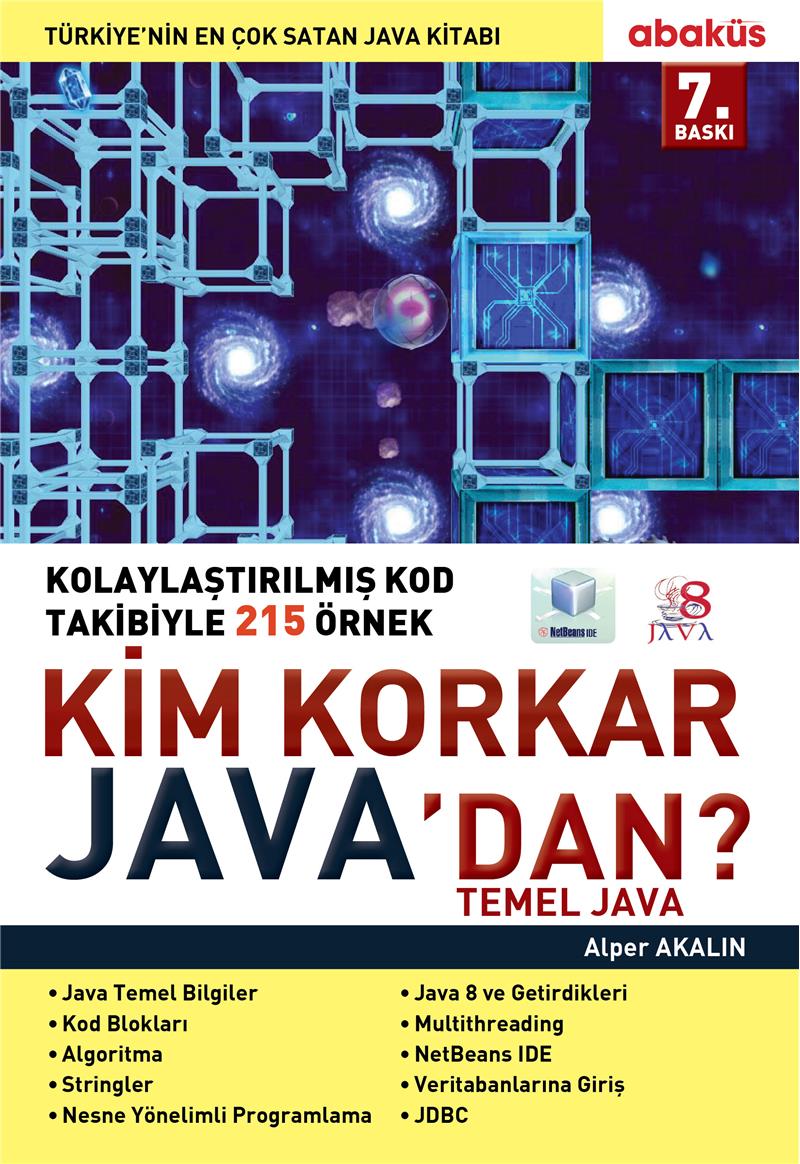 TÜRKİYE'NİN EN ÇOK SATAN JAVA KİTABI
abaküs
7.
BASKI
KOLAYLAŞTIRILMIŞ KOD
TAKİBİYLE 215 ÖRNEK
NetBeans IDE
8
JAVA
KİM KORKAR
JAVA'DAN?
TEMEL JAVA
Alper AKALIN
• Java Temel Bilgiler
• Kod Blokları
• Algoritma
• Stringler
• Nesne Yönelimli Programlama
• Java 8 ve Getirdikleri
• Multithreading
• NetBeans IDE
• Veritabanlarına Giriş
• JDBC